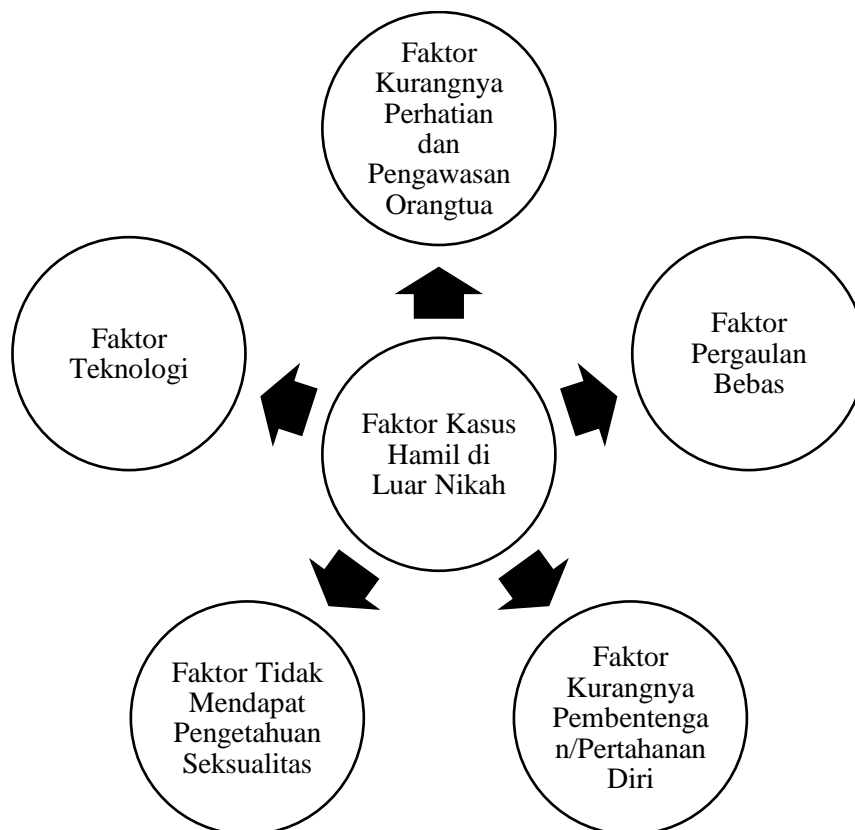 Faktor
Kurangnya
Perhatian
dan
Pengawasan
Orangtua
Faktor
Teknologi
Faktor
Pergaulan
Bebas
Faktor Kasus
Hamil di
Luar Nikah
Faktor Tidak
Mendapat
Pengetahuan
Seksualitas
Faktor
Kurangnya
Pembentenga
n/Pertahanan
Diri